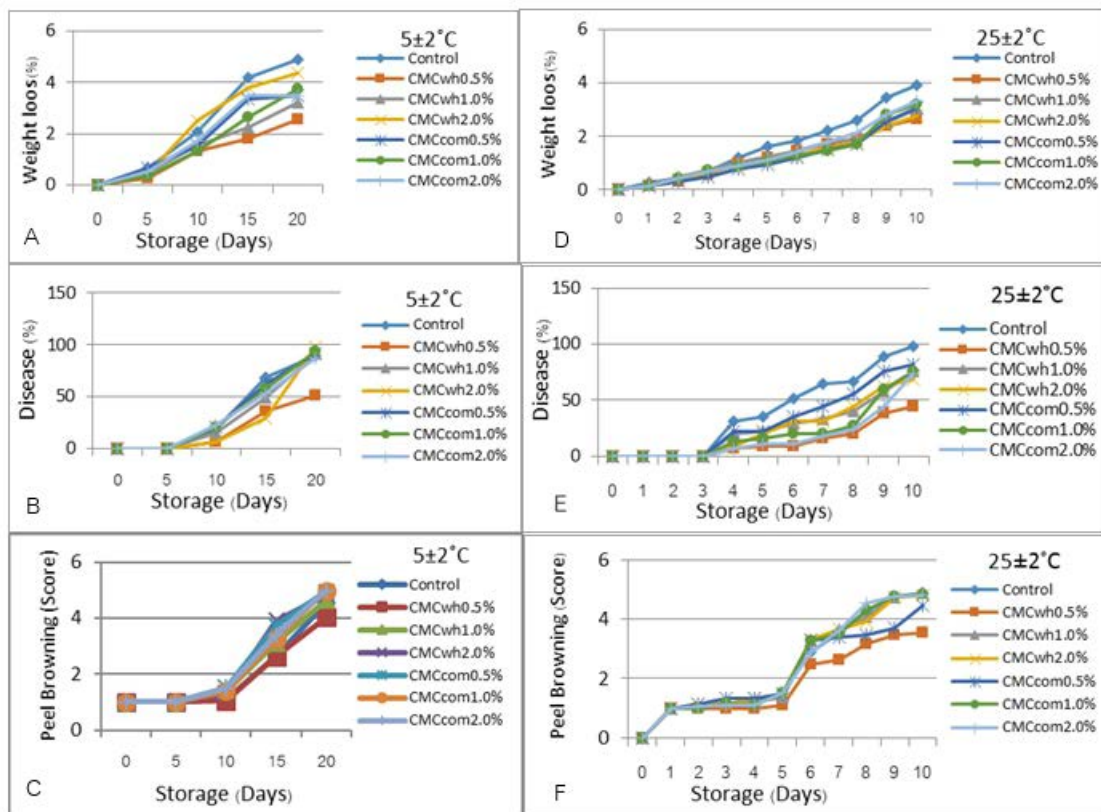 6
4
2
0
Weight loos (%)
0 5 10 15 20
Storage (Days)
A
5±2˚C
Control
CMCwh0.5%
CMCwh1.0%
CMCwh2.0%
CMCcom0.5%
CMCcom1.0%
CMCcom2.0%
6
4
2
0
Weight loos (%)
0 1 2 3 4 5 6 7 8 9 10
Storage (Days)
D
25±2˚C
Control
CMCwh0.5%
CMCwh1.0%
CMCwh2.0%
CMCcom0.5%
CMCcom1.0%
CMCcom2.0%
150
100
50
0
Disease (%)
0 5 10 15 20
Storage (Days)
B
5±2˚C
Control
CMCwh0.5%
CMCwh1.0%
CMCwh2.0%
CMCcom0.5%
CMCcom1.0%
CMCcom2.0%
150
100
50
0
Disease (%)
0 1 2 3 4 5 6 7 8 9 10
Storage (Days)
E
25±2˚C
Control
CMCwh0.5%
CMCwh1.0%
CMCwh2.0%
CMCcom0.5%
CMCcom1.0%
CMCcom2.0%
6
4
2
0
Peel Browning (Score)
0 5 10 15 20
Storage (Days)
C
5±2˚C
Control
CMCwh0.5%
CMCwh1.0%
CMCwh2.0%
CMCcom0.5%
CMCcom1.0%
CMCcom2.0%
6
4
2
0
Peel Browning (Score)
0 1 2 3 4 5 6 7 8 9 10
Storage (Days)
F
25±2˚C
Control
CMCwh0.5%
CMCwh1.0%
CMCwh2.0%
CMCcom0.5%
CMCcom1.0%
CMCcom2.0%